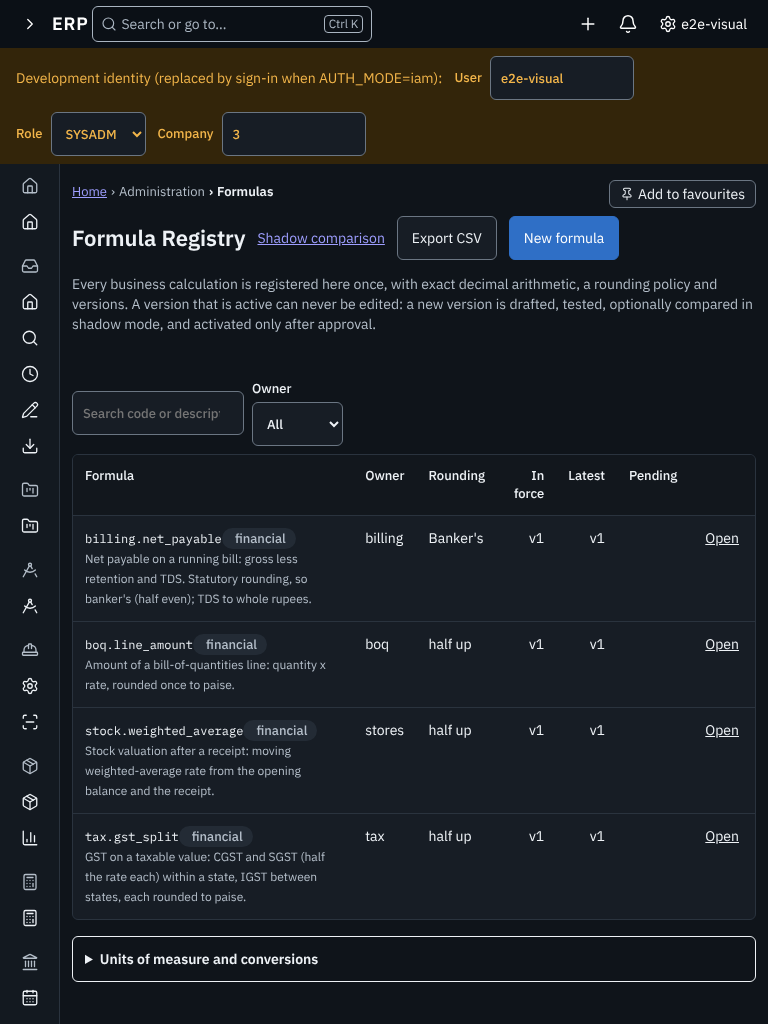 ERP Search or go to... Ctrl K e2e-visual
Development identity (replaced by sign-in when AUTH_MODE=iam): User e2e-visual
Role SYSADM Company 3
Home › Administration › Formulas
Add to favourites
Formula Registry Shadow comparison Export CSV New formula
Every business calculation is registered here once, with exact decimal arithmetic, a rounding policy and
versions. A version that is active can never be edited: a new version is drafted, tested, optionally compared in
shadow mode, and activated only after approval.
Owner
Search code or descrip All
Formula Owner Rounding In force Latest Pending
billing.net_payable financial billing Banker's v1 v1 Open
Net payable on a running bill: gross less
retention and TDS. Statutory rounding, so
banker's (half even); TDS to whole rupees.
boq.line_amount financial boq half up v1 v1 Open
Amount of a bill-of-quantities line: quantity x
rate, rounded once to paise.
stock.weighted_average financial stores half up v1 v1 Open
Stock valuation after a receipt: moving
weighted-average rate from the opening
balance and the receipt.
tax.gst_split financial tax half up v1 v1 Open
GST on a taxable value: CGST and SGST (half
the rate each) within a state, IGST between
states, each rounded to paise.
Units of measure and conversions